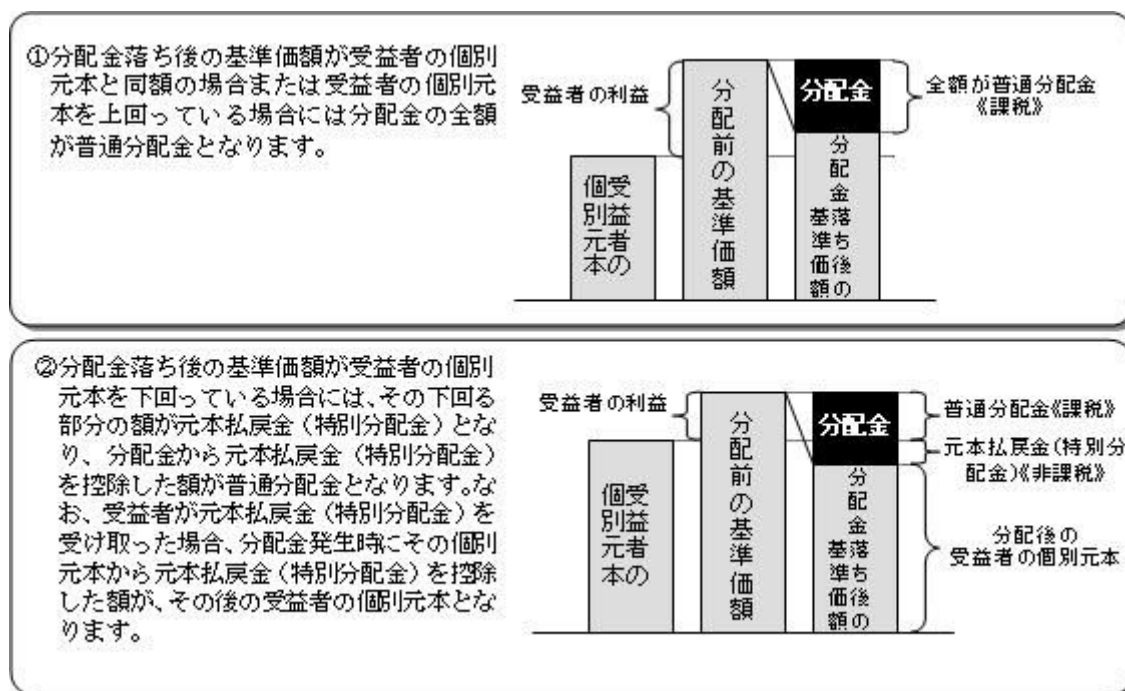 ①分配金落ち後の基準価額が受益者の個別
元本と同額の場合または受益者の個別元
本を上回っている場合には分配金の全額
が普通分配金となります。
受益者の利益
受益者の
個別元本
分配前の基準価額
分配金
分配金落ち後の
基準価額
全額が普通分配金
《課税》
②分配金落ち後の基準価額が受益者の個別
元本を下回っている場合には、その下回る
部分の額が元本払戻金（特別分配金）とな
り、分配金から元本払戻金（特別分配金）
を控除した額が普通分配金となります。な
お、受益者が元本払戻金（特別分配金）を
受け取った場合、分配金発生時にその個別
元本から元本払戻金（特別分配金）を控除
した額が、その後の受益者の個別元本とな
ります。
受益者の利益
受益者の
個別元本
分配前の基準価額
分配金
分配金落ち後の
基準価額
普通分配金《課税》
元本払戻金(特別分
配金)《非課税》
分配後の
受益者の個別元本